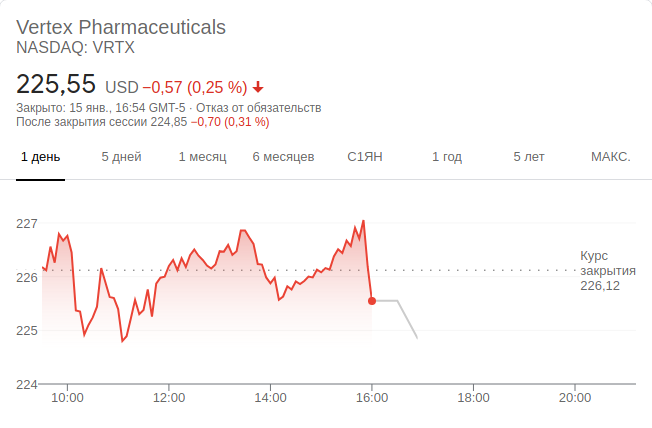 Vertex Pharmaceuticals
NASDAQ: VRTX
225,55 USD −0,57 (0,25 %)
Закрыто: 15 янв., 16:54 GMT-5 · Отказ от обязательств
После закрытия сессии 224,85 −0,70 (0,31 %)
1 день 5 дней 1 месяц 6 месяцев С1ЯН 1 год 5 лет МАКС.
227
226
225
224
Курс
закрытия
226,12
10:00 12:00 14:00 16:00 18:00 20:00